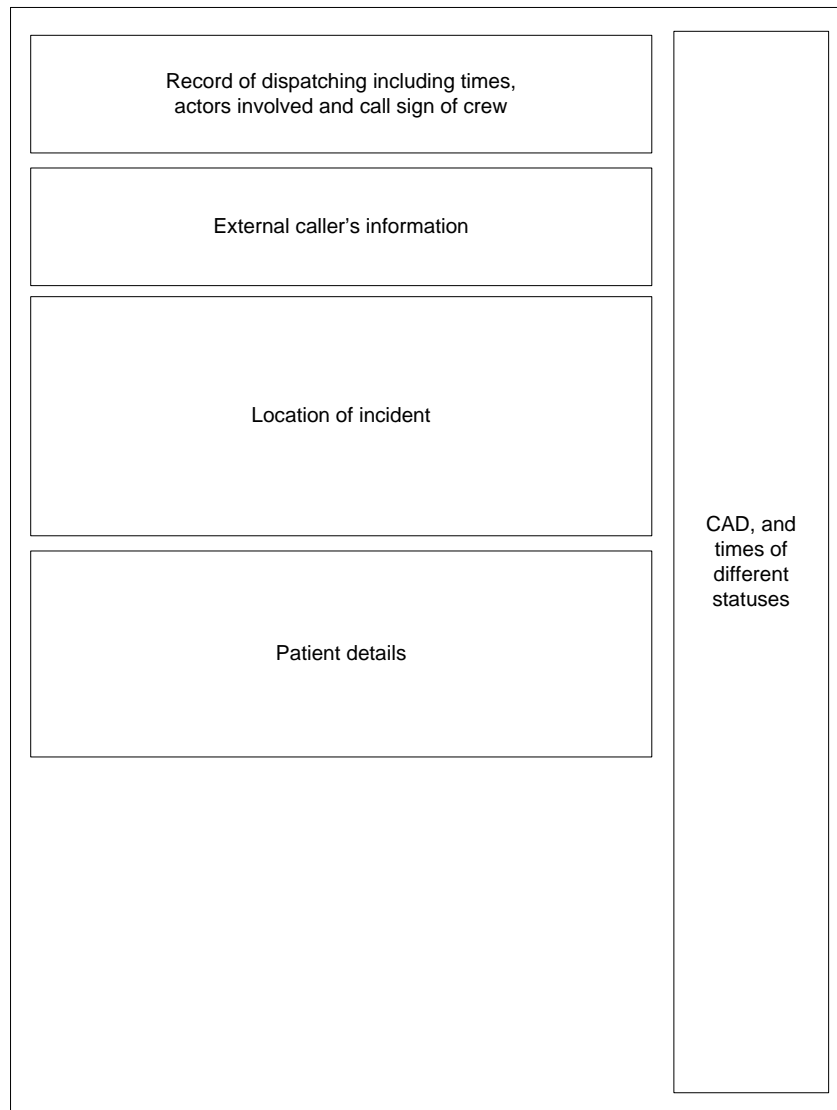 Record of dispatching including times,
actors involved and call sign of crew
External caller's information
Location of incident
Patient details
CAD, and
times of
different
statuses